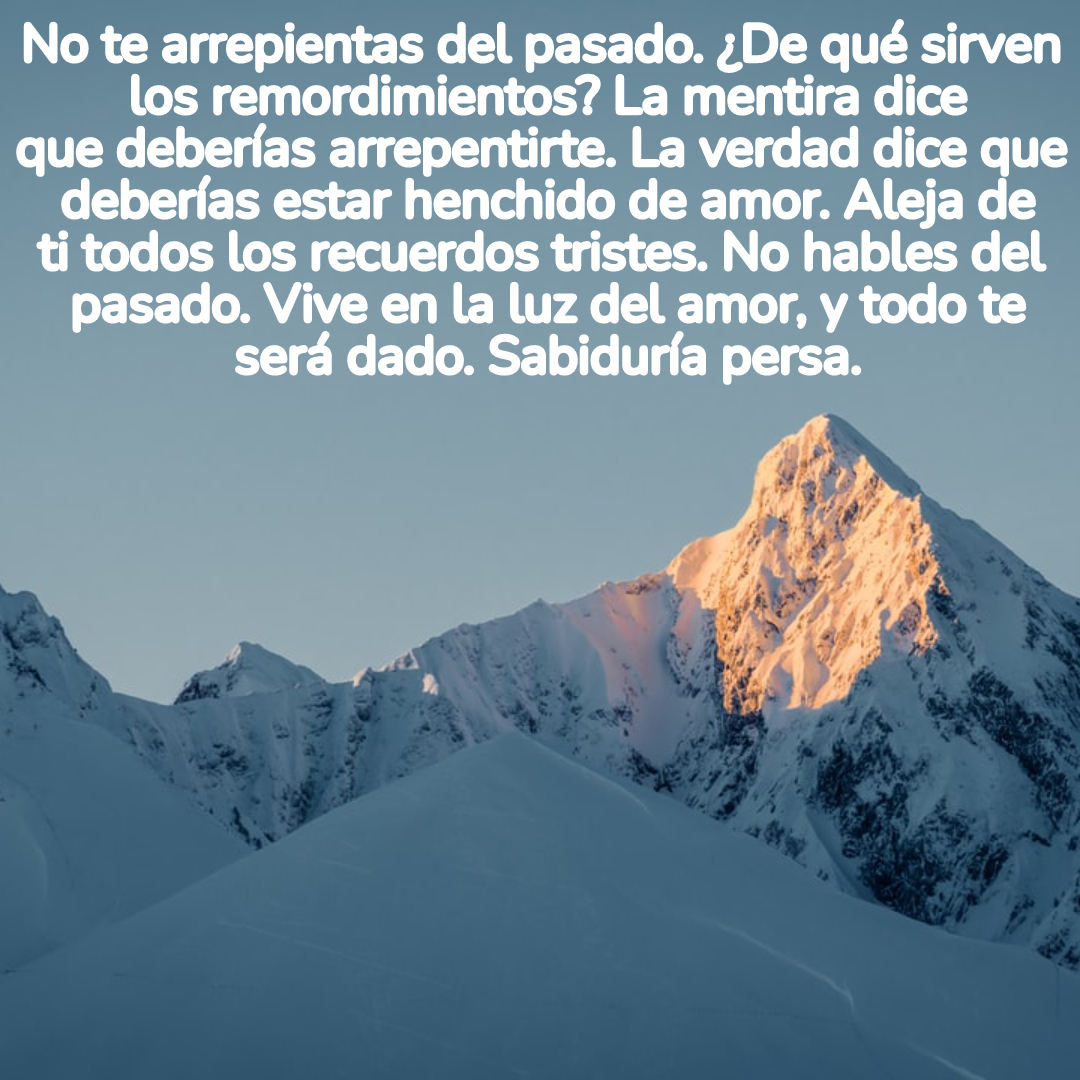 No te arrepientas del pasado. ¿De qué sirven
los remordimientos? La mentira dice
que deberías arrepentirte. La verdad dice que
deberías estar henchido de amor. Aleja de
ti todos los recuerdos tristes. No hables del
pasado. Vive en la luz del amor, y todo te
será dado. Sabiduría persa.